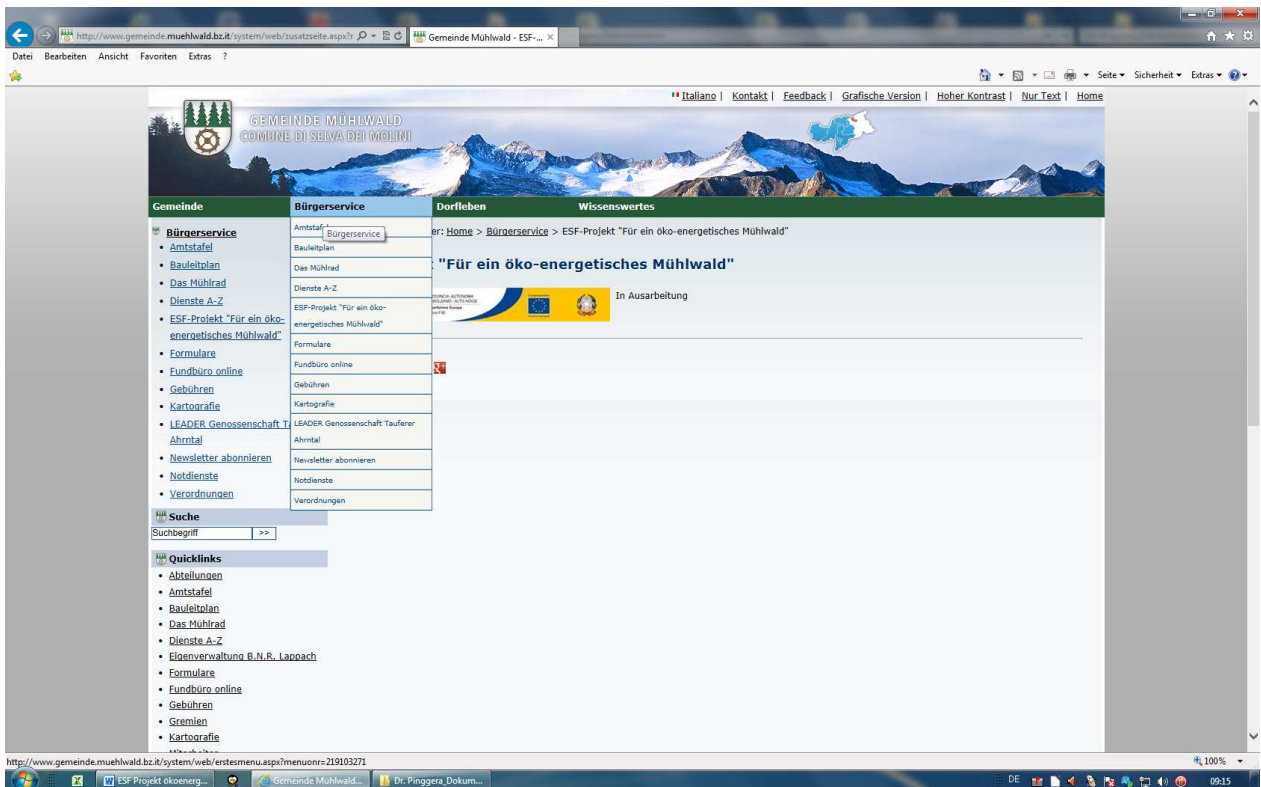 http://www.gemeinde.muehlwald.bz.it/system/web/zusatzseite.aspx?r
Gemeinde Mühlwald - ESF-...
Datei Bearbeiten Ansicht Favoriten Extras ?
Seite Sicherheit Extras
Italiano | Kontakt | Feedback | Grafische Version | Hoher Kontrast | Nur Text | Home
GEMEINDE MÜHLWALD
COMUNE DI SELVA DEI MOLINI
Gemeinde Bürgerservice Dorfleben Wissenswertes
Bürgerservice
• Amtstafel
• Bauleitplan
• Das Mühlrad
• Dienste A-Z
• ESF-Projekt "Für ein öko-
energetisches Mühlwald"
• Formulare
• Fundbüro online
• Gebühren
• Kartografie
• LEADER Genossenschaft
Ahrntal
• Newsletter abonnieren
• Notdienste
• Verordnungen
Bürgerservice
Bauleitplan
Das Mühlrad
Dienste A-Z
ESF-Projekt "Für ein öko-
energetisches Mühlwald"
Formulare
Fundbüro online
Gebühren
Kartografie
LEADER Genossenschaft Tauferer
Ahrntal
Newsletter abonnieren
Notdienste
Verordnungen
er: Home > Bürgerservice > ESF-Projekt "Für ein öko-energetisches Mühlwald"
"Für ein öko-energetisches Mühlwald"
In Ausarbeitung
Suche
Suchbegriff >>
Quicklinks
• Abteilungen
• Amtstafel
• Bauleitplan
• Das Mühlrad
• Dienste A-Z
• Eigenverwaltung B.N.R. Lappach
• Formulare
• Fundbüro online
• Gebühren
• Gremien
• Kartografie
http://www.gemeinde.muehlwald.bz.it/system/web/erstesmenu.aspx?menuonr=219103271
100%
ESF Projekt ökoenerg... Gemeinde Mühlwald... Dr. Pinggera_Dokum... DE 09:15